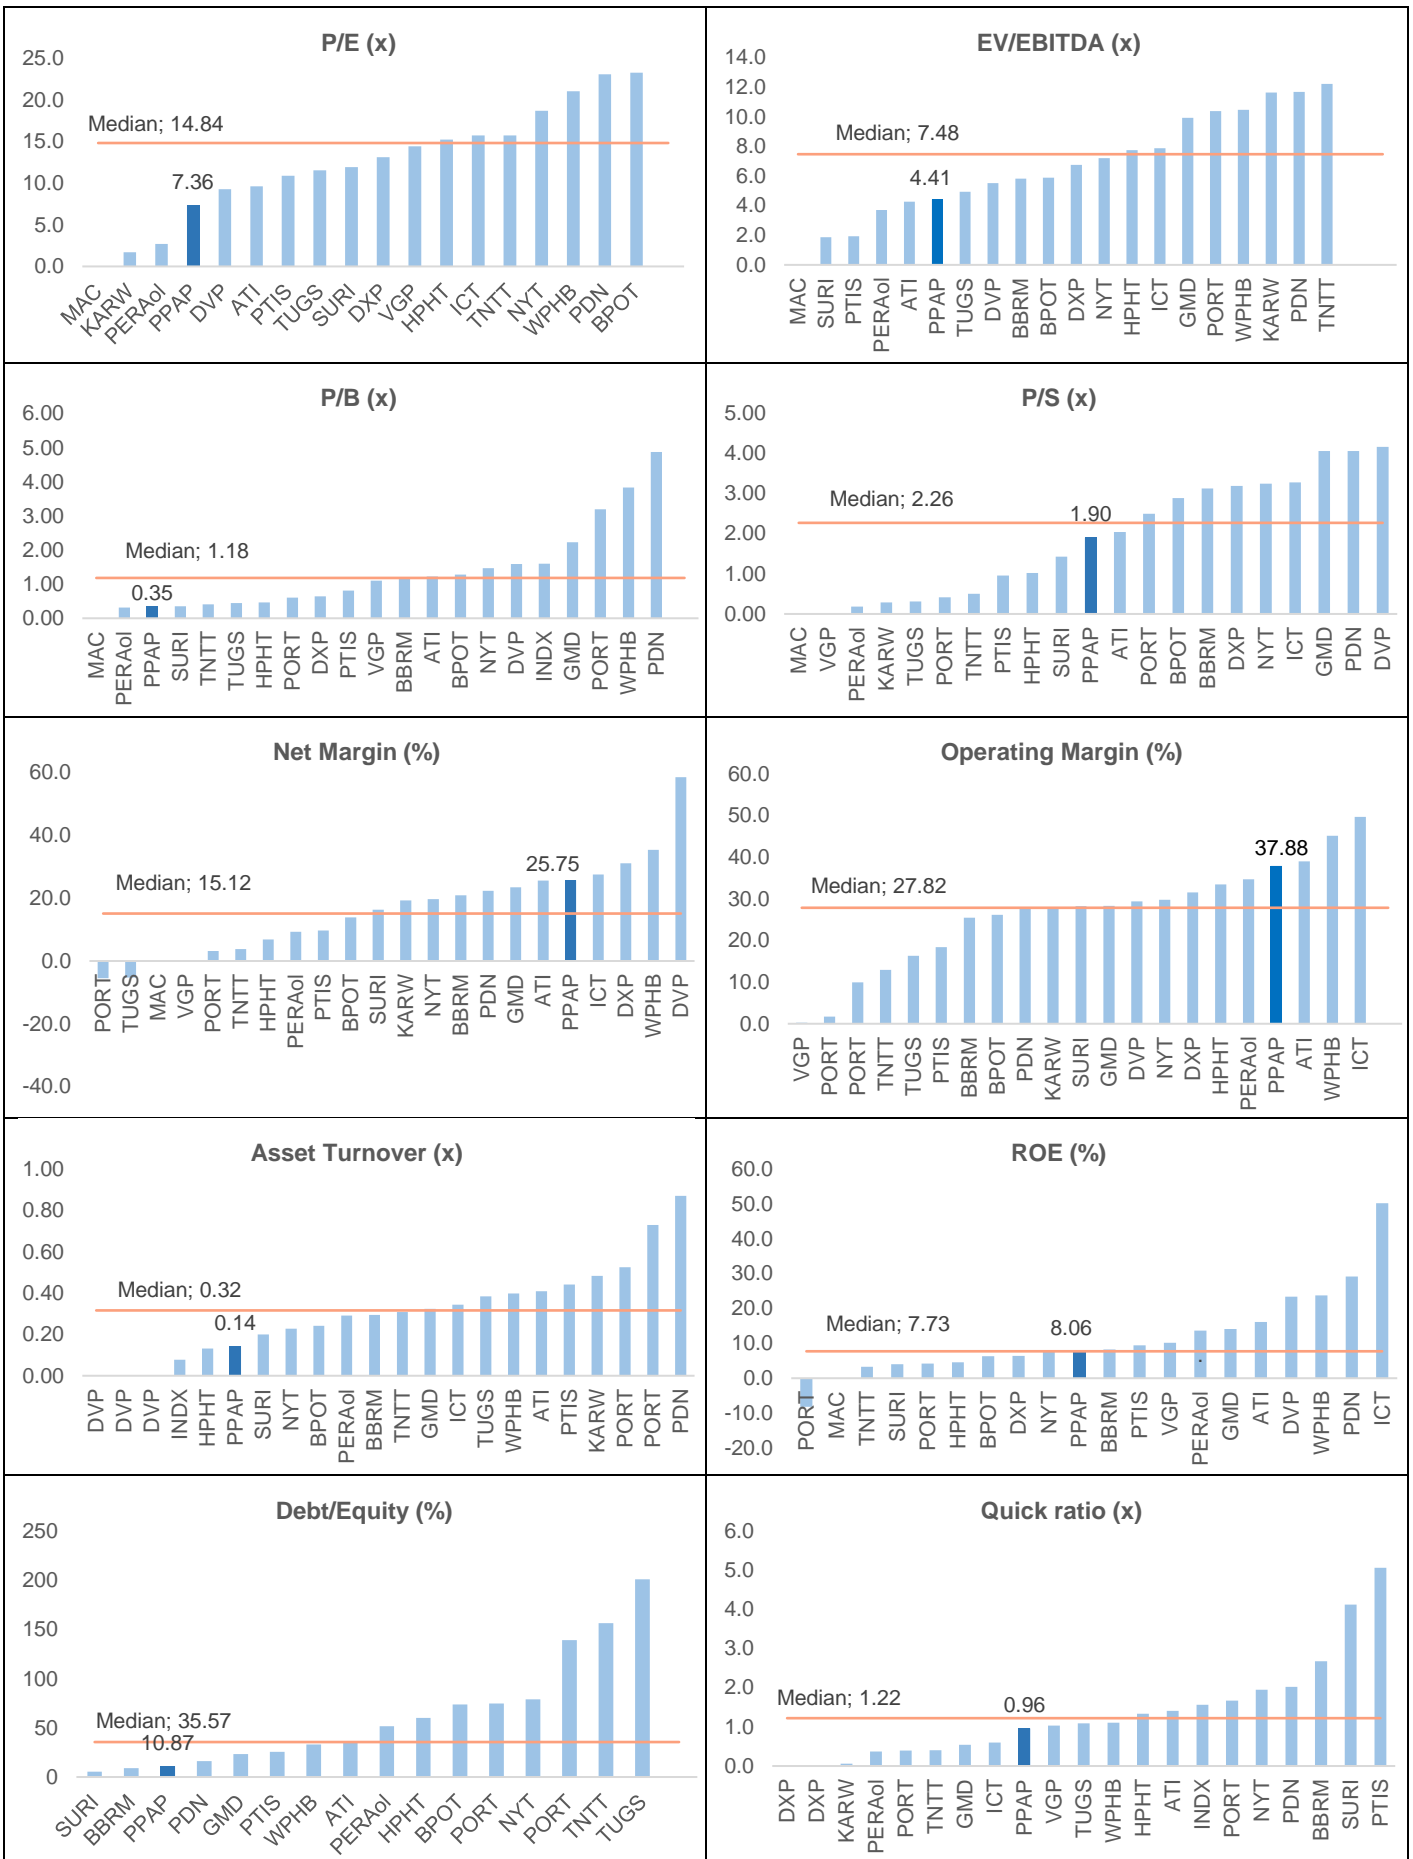 P/E (x)
25.0
20.0
15.0
10.0
5.0
0.0
Median; 14.84
7.36
MAC
KARW
PERAol
PPAP
DVP
ATI
PTIS
TUGS
SURI
DXP
VGP
HPHT
ICT
TNTT
NYT
WPHB
PDN
BPOT
EV/EBITDA (x)
14.0
12.0
10.0
8.0
6.0
4.0
2.0
0.0
Median; 7.48
4.41
MAC
SURI
PTIS
PERAol
ATI
PPAP
TUGS
DVP
BBRM
BPOT
DXP
NYT
HPHT
ICT
GMD
PORT
WPHB
KARW
PDN
TNTT
P/B (x)
6.00
5.00
4.00
3.00
2.00
1.00
0.00
Median; 1.18
0.35
MAC
PERAol
PPAP
SURI
TNTT
TUGS
HPHT
PORT
DXP
PTIS
VGP
BBRM
ATI
BPOT
NYT
DVP
INDX
GMD
PORT
WPHB
PDN
P/S (x)
5.00
4.00
3.00
2.00
1.00
0.00
Median; 2.26
1.90
MAC
VGP
PERAol
KARW
TUGS
PORT
TNTT
PTIS
HPHT
SURI
PPAP
ATI
PORT
BPOT
BBRM
DXP
NYT
ICT
GMD
PDN
DVP
Net Margin (%)
60.0
40.0
20.0
0.0
-20.0
-40.0
Median; 15.12
25.75
PORT
TUGS
MAC
VGP
PORT
TNTT
HPHT
PERAol
PTIS
BPOT
SURI
KARW
NYT
BBRM
PDN
GMD
ATI
PPAP
ICT
DXP
WPHB
DVP
Operating Margin (%)
60.0
50.0
40.0
30.0
20.0
10.0
0.0
Median; 27.82
37.88
VGP
PORT
PORT
TNTT
TUGS
PTIS
BBRM
BPOT
PDN
KARW
SURI
GMD
DVP
NYT
DXP
HPHT
PERAol
PPAP
ATI
WPHB
ICT
Asset Turnover (x)
1.00
0.80
0.60
0.40
0.20
0.00
Median; 0.32
0.14
DVP
DVP
DVP
INDX
HPHT
PPAP
SURI
NYT
BPOT
PERAol
BBRM
TNTT
GMD
ICT
TUGS
WPHB
ATI
PTIS
KARW
PORT
PORT
PDN
ROE (%)
60.0
50.0
40.0
30.0
20.0
10.0
0.0
-10.0
-20.0
Median; 7.73
8.06
PORT
MAC
TNTT
SURI
PORT
HPHT
BPOT
DXP
NYT
PPAP
BBRM
PTIS
VGP
PERAol
GMD
ATI
DVP
WPHB
PDN
ICT
Debt/Equity (%)
250
200
150
100
50
0
Median; 35.57
10.87
SURI
BBRM
PPAP
PDN
GMD
PTIS
WPHB
ATI
PERAol
HPHT
BPOT
PORT
NYT
PORT
TNTT
TUGS
Quick ratio (x)
6.0
5.0
4.0
3.0
2.0
1.0
0.0
Median; 1.22
0.96
DXP
DXP
KARW
PERAol
PORT
TNTT
GMD
ICT
PPAP
VGP
TUGS
WPHB
HPHT
ATI
INDX
PORT
NYT
PDN
BBRM
SURI
PTIS